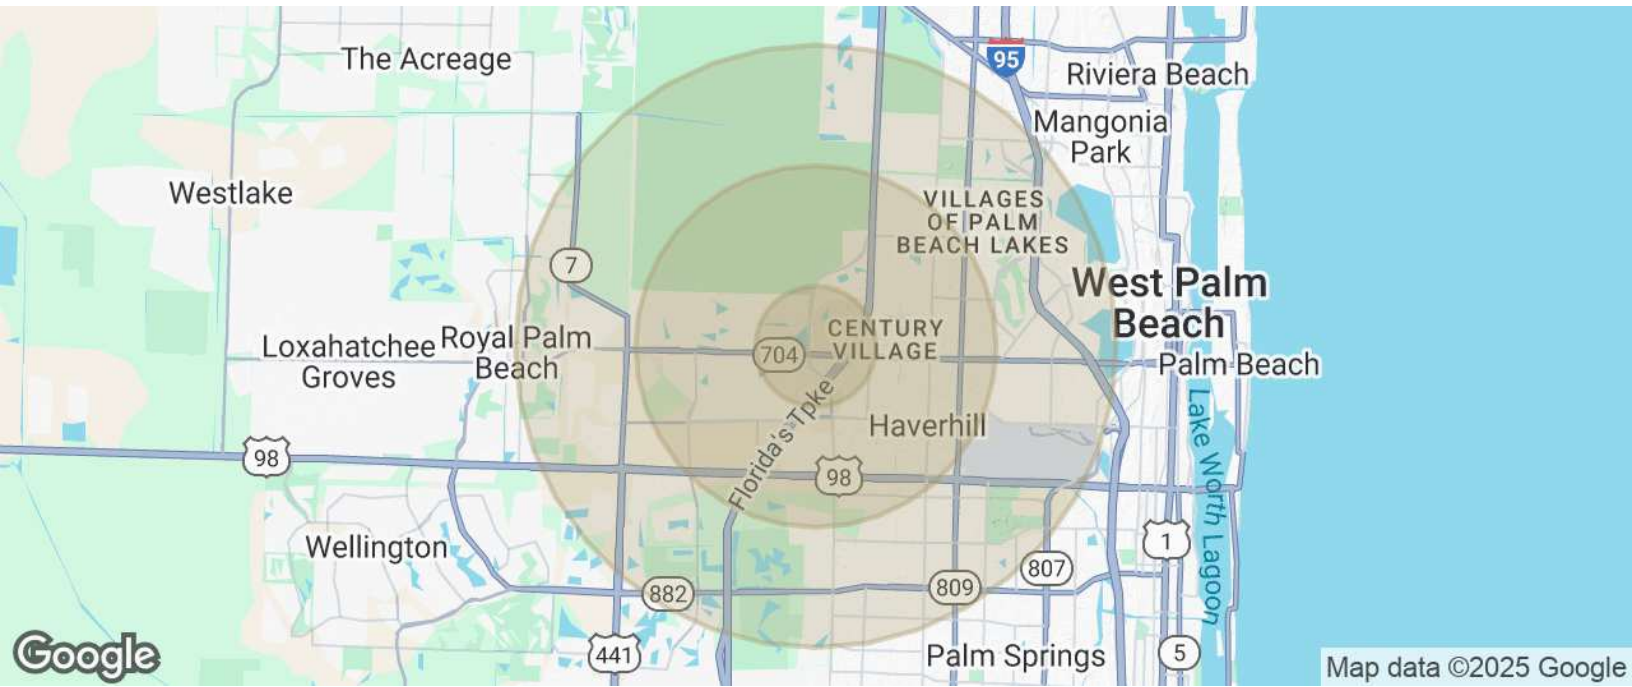 The Acreage
95
Riviera Beach
Mangonia
Park
Westlake
VILLAGES
OF PALM
BEACH LAKES
7
West Palm
Beach
CENTURY
VILLAGE
704
Loxahatchee
Groves
Royal Palm
Beach
Palm Beach
Florida's Tpke
Haverhill
Lake Worth Lagoon
98
98
Wellington
1
807
882
809
441
Palm Springs
5
Google
Map data ©2025 Google